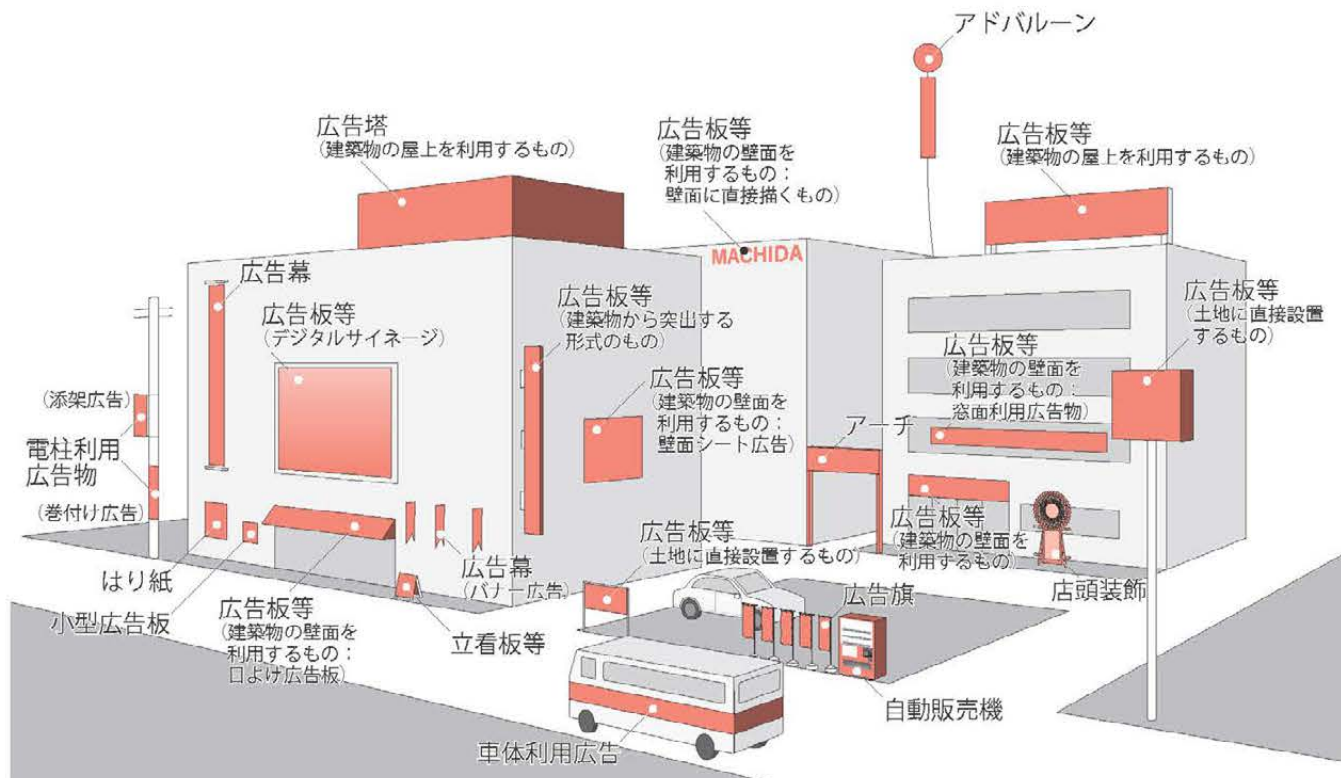 アドバルーン
広告塔
(建築物の屋上を利用するもの)
広告板等
(建築物の壁面を
利用するもの:
壁面に直接描くもの)
広告板等
(建築物の屋上を利用するもの)
MACHIDA
広告幕
広告板等
(デジタルサイネージ)
広告板等
(建築物から突出する
形式のもの)
広告板等
(土地に直接設置
するもの)
広告板等
(建築物の壁面を
利用するもの:
窓面利用広告物)
広告板等
(建築物の壁面を
利用するもの:
壁面シート広告)
アーチ
(添架広告)
電柱利用
広告物
(巻付け広告)
広告板等
(建築物の壁面を
利用するもの)
広告板等
(土地に直接設置するもの)
広告幕
(バナー広告)
はり紙
小型広告板
広告板等
(建築物の壁面を
利用するもの:
日よけ広告板)
立看板等
広告旗
店頭装飾
自動販売機
車体利用広告